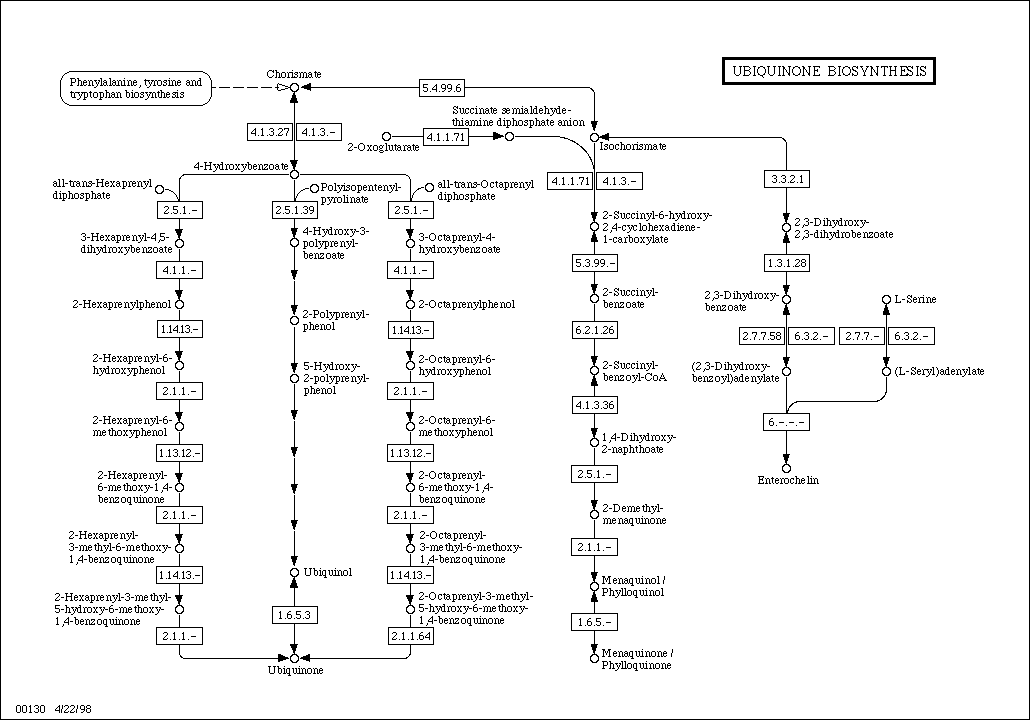 UBIQUINONE BIOSYNTHESIS
Phenylalanine, tyrosine and
tryptophan biosynthesis
Chorismate
5.4.99.6
4.1.3.27
4.1.3.–
2-Oxoglutarate
4.1.1.71
Succinate semialdehyde-
thiamine diphosphate anion
Isochorismate
4-Hydroxybenzoate
4.1.1.71
4.1.3.–
3.3.2.1
all-trans-Hexaprenyl
diphosphate
Polyisopentenyl-
pyrolinate
all-trans-Octaprenyl
diphosphate
2.5.1.–
2.5.1.39
2.5.1.–
2-Succinyl-6-hydroxy-
2,4-cyclohexadiene-
1-carboxylate
2,3-Dihydroxy-
2,3-dihydrobenzoate
3-Hexaprenyl-4,5-
dihydroxybenzoate
4-Hydroxy-3-
polyprenyl-
benzoate
3-Octaprenyl-4-
hydroxybenzoate
4.1.1.–
4.1.1.–
5.3.99.–
1.3.1.28
2-Hexaprenylphenol
2-Polyprenyl-
phenol
2-Octaprenylphenol
2-Succinyl-
benzoate
2,3-Dihydroxy-
benzoate
L-Serine
1.14.13.–
1.14.13.–
6.2.1.26
2.7.7.58
6.3.2.–
2.7.7.–
6.3.2.–
2-Hexaprenyl-6-
hydroxyphenol
5-Hydroxy-
2-polyprenyl-
phenol
2-Octaprenyl-6-
hydroxyphenol
2-Succinyl-
benzoyl-CoA
(2,3-Dihydroxy-
benzoyl)adenylate
(L-Seryl)adenylate
2.1.1.–
2.1.1.–
4.1.3.36
6.–.–.–
2-Hexaprenyl-6-
methoxyphenol
2-Octaprenyl-6-
methoxyphenol
1,4-Dihydroxy-
2-naphthoate
1.13.12.–
1.13.12.–
2.5.1.–
Enterochelin
2-Hexaprenyl-
6-methoxy-1,4-
benzoquinone
2-Octaprenyl-
6-methoxy-1,4-
benzoquinone
2.1.1.–
2.1.1.–
2-Demethyl-
menaquinone
2-Hexaprenyl-
3-methyl-6-methoxy-
1,4-benzoquinone
2-Octaprenyl-
3-methyl-6-methoxy-
1,4-benzoquinone
2.1.1.–
1.14.13.–
Ubiquinol
1.14.13.–
Menaquinol /
Phylloquinol
2-Hexaprenyl-3-methyl-
5-hydroxy-6-methoxy-
1,4-benzoquinone
1.6.5.3
2-Octaprenyl-3-methyl-
5-hydroxy-6-methoxy-
1,4-benzoquinone
1.6.5.–
2.1.1.–
2.1.1.64
Ubiquinone
Menaquinone /
Phylloquinone
00130 4/22/98